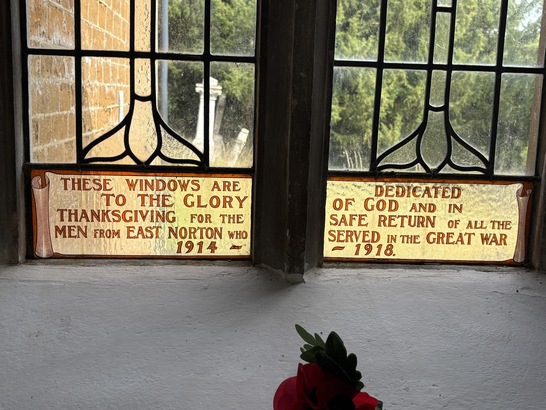 THESE WINDOWS ARE DEDICATED
TO THE GLORY OF GOD AND IN
THANKSGIVING FOR THE SAFE RETURN OF ALL THE
MEN FROM EAST NORTON WHO SERVED IN THE GREAT WAR
1914 ~ ~ 1918.